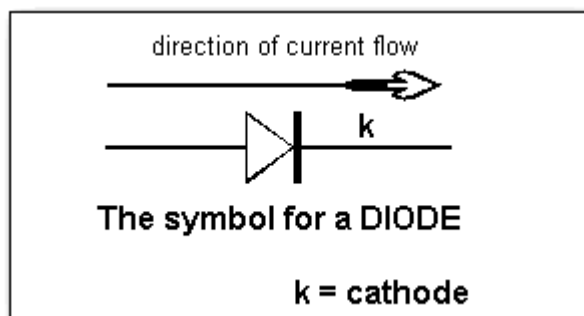 direction of current flow
k
The symbol for a DIODE
k = cathode